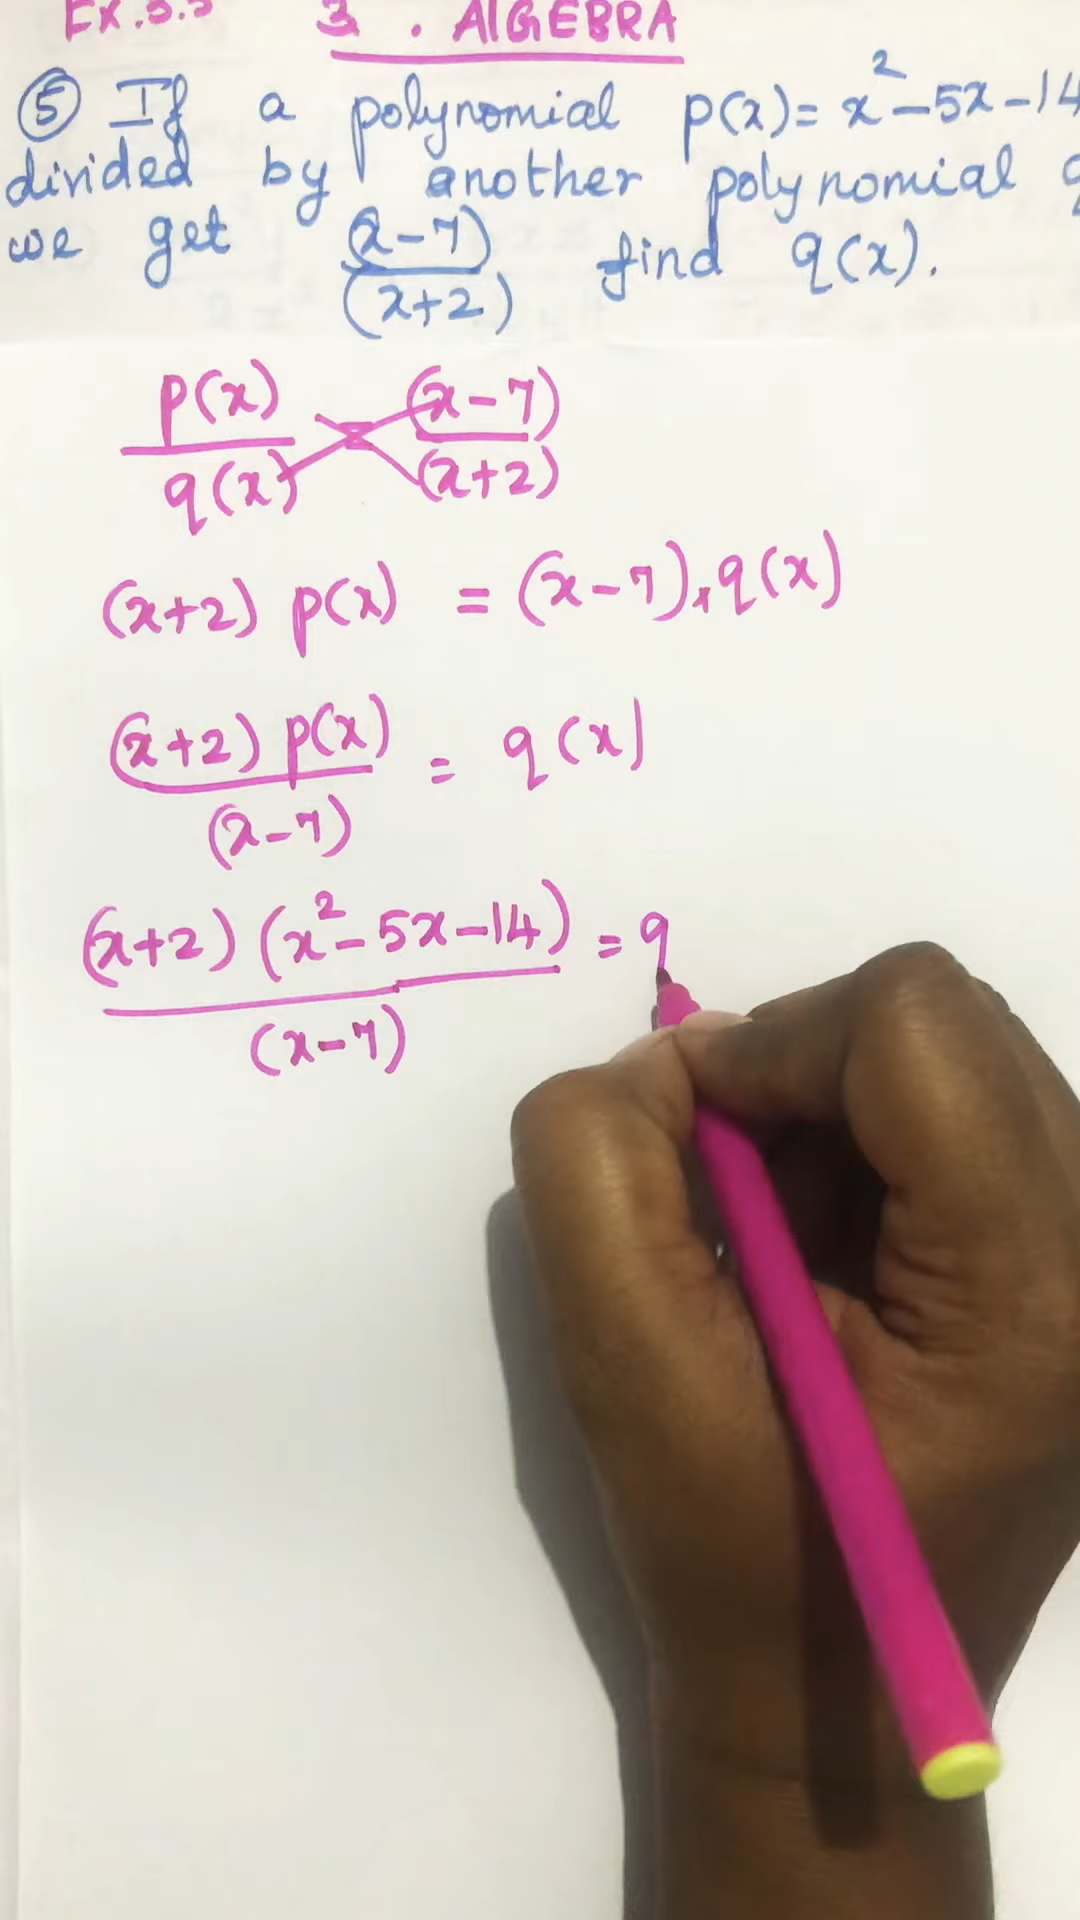 3 . AlGEBRA
⑤ If a polynomial p(x)= x²-5x-14
divided by another polynomial
we get (x-7)/(x+2) find q(x).
p(x)/q(x) = (x-7)/(x+2)
(x+2) p(x) = (x-7) × q(x)
(x+2) p(x)/(x-7) = q(x)
(x+2) (x²-5x-14)/(x-7) = q